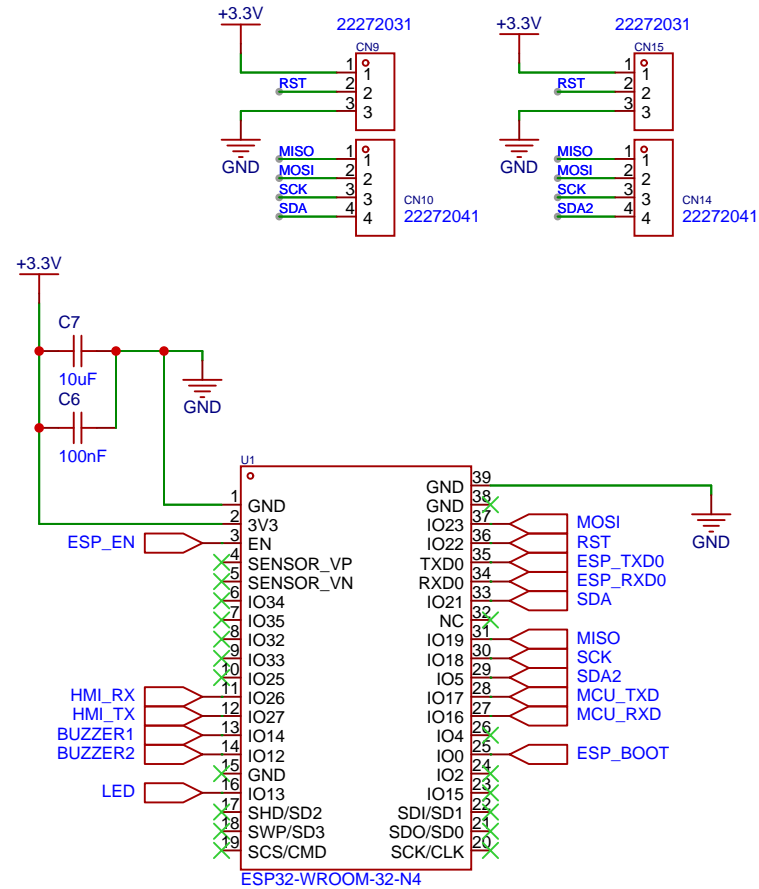 +3.3V
22272031
CN9
1 1
RST 2 2
3 3
GND
MISO 1 1
MOSI 2 2
SCK 3 3
SDA 4 4
CN10
22272041
+3.3V
22272031
CN15
1 1
RST 2 2
3 3
GND
MISO 1 1
MOSI 2 2
SCK 3 3
SDA2 4 4
CN14
22272041
+3.3V
C7
10uF
C6
100nF
GND
U1
1 GND
2 3V3
ESP_EN 3 EN
4 SENSOR_VP
5 SENSOR_VN
6 IO34
7 IO35
8 IO32
9 IO33
10 IO25
HMI_RX 11 IO26
HMI_TX 12 IO27
BUZZER1 13 IO14
BUZZER2 14 IO12
15 GND
LED 16 IO13
17 SHD/SD2
18 SWP/SD3
19 SCS/CMD
GND 39
GND 38
IO23 37 MOSI
IO22 36 RST
TXD0 35 ESP_TXD0
RXD0 34 ESP_RXD0
IO21 33 SDA
NC 32
IO19 31 MISO
IO18 30 SCK
IO5 29 SDA2
IO17 28 MCU_TXD
IO16 27 MCU_RXD
IO4 26
IO0 25 ESP_BOOT
IO2 24
IO15 23
SDI/SD1 22
SDO/SD0 21
SCK/CLK 20
GND
ESP32-WROOM-32-N4